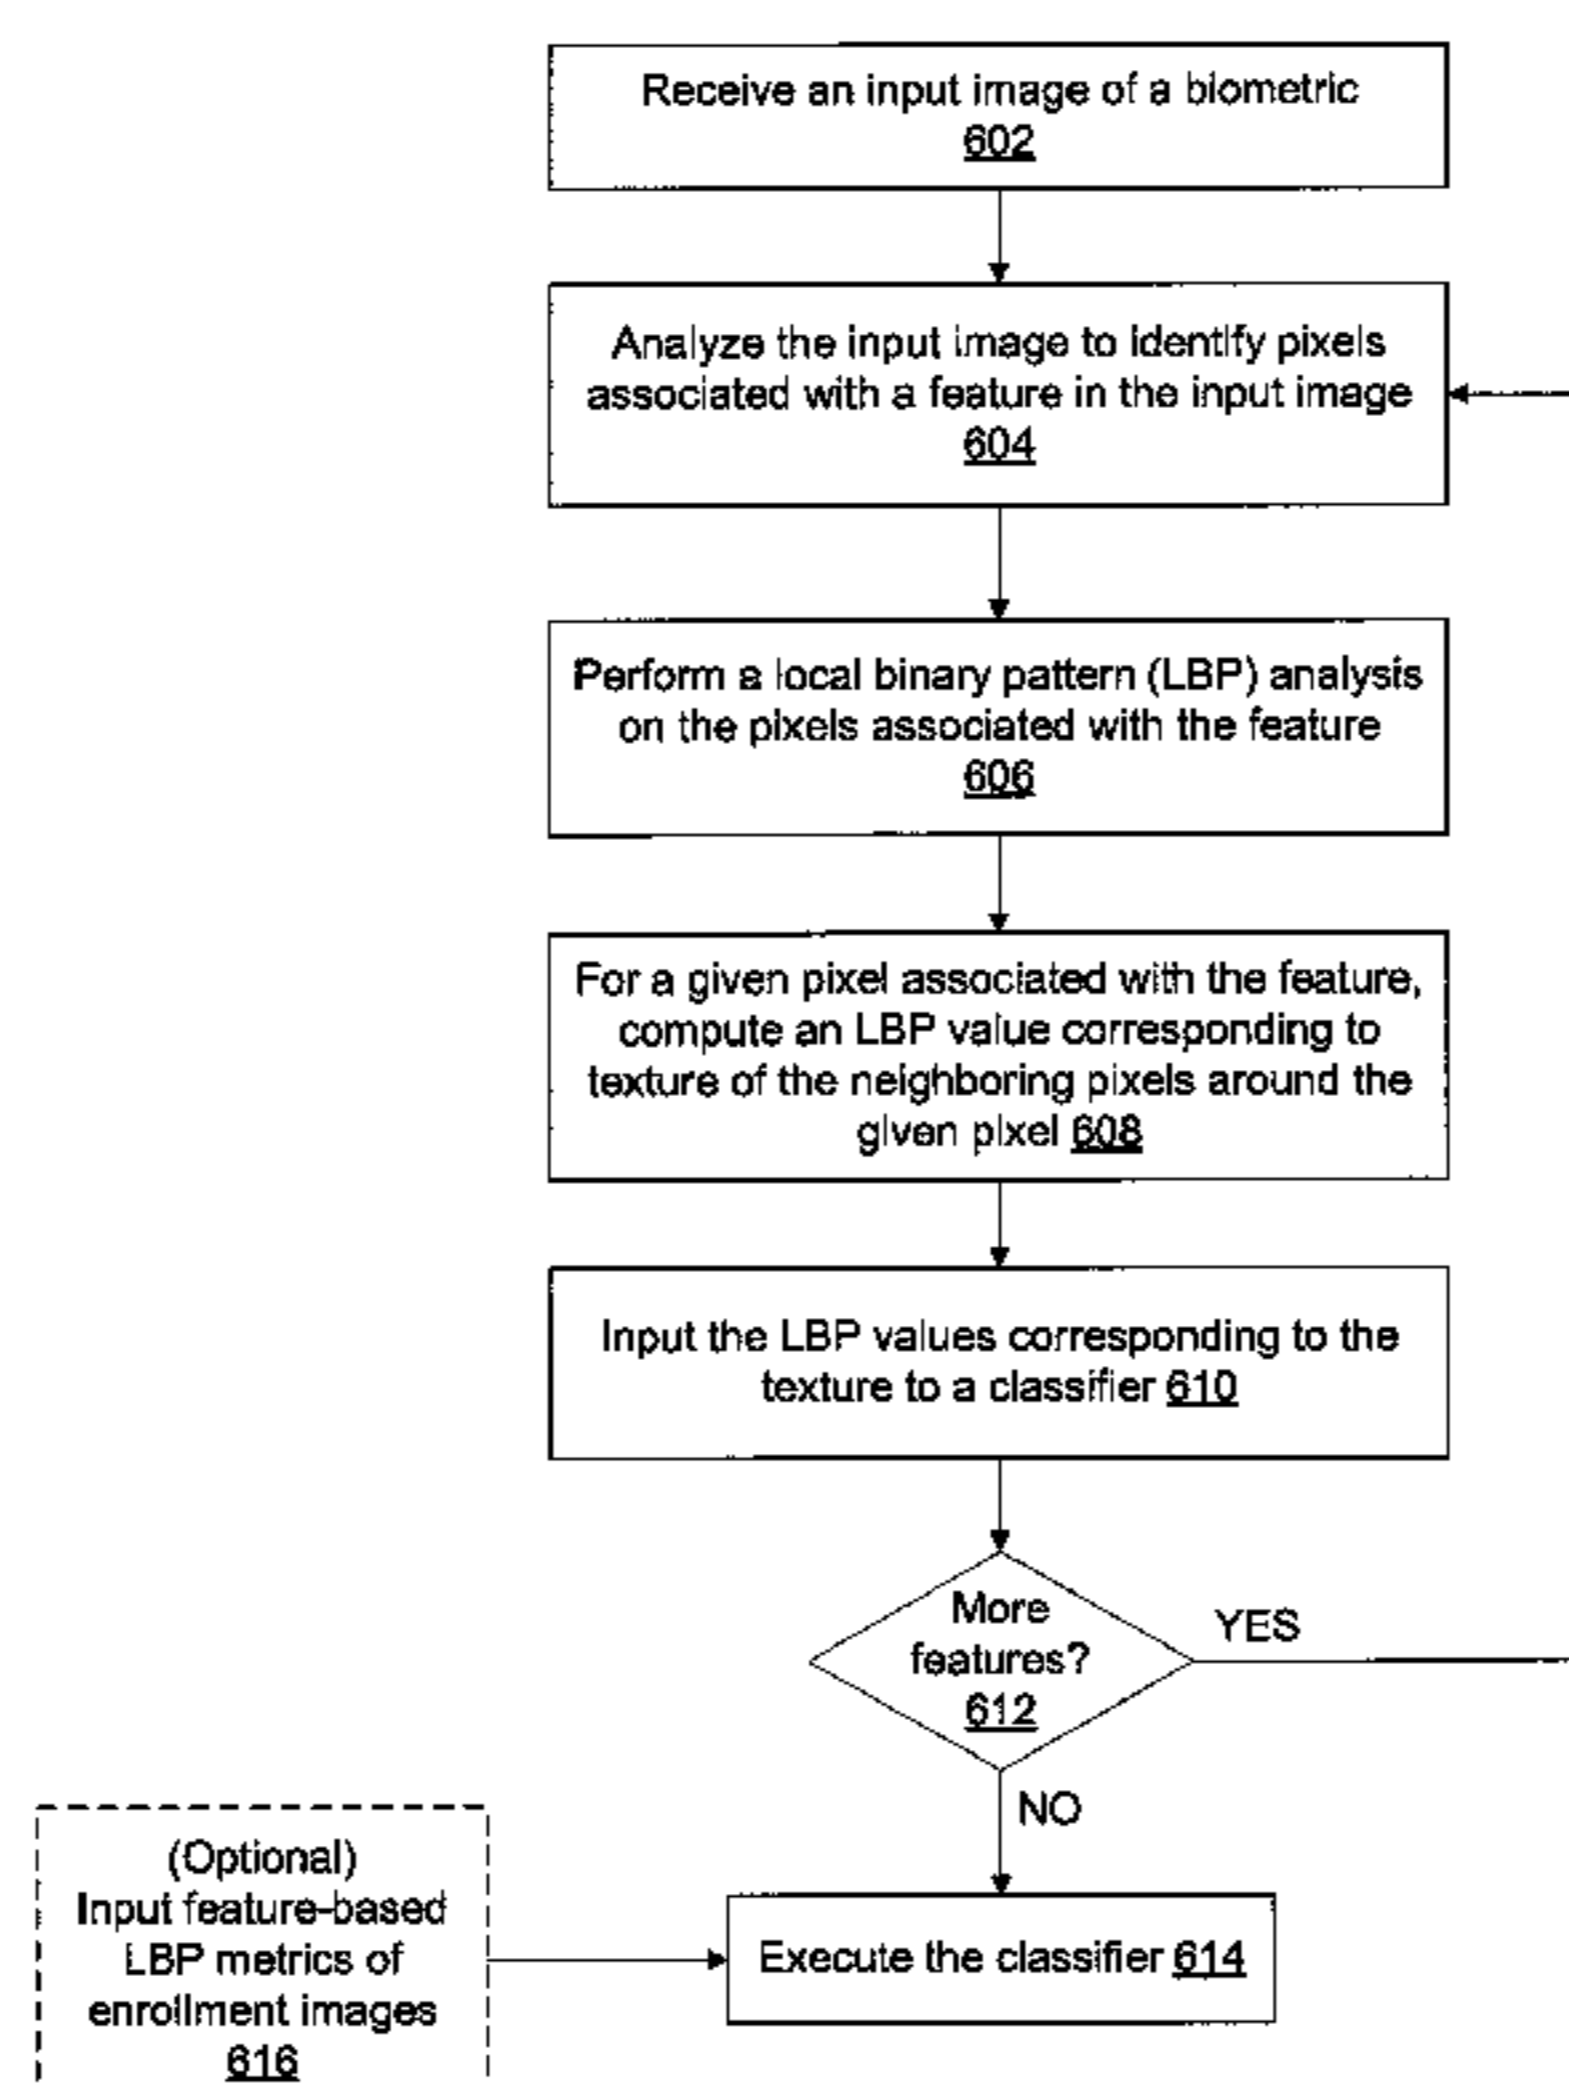 Receive an input image of a biometric
602
Analyze the input image to identify pixels
associated with a feature in the input image
604
Perform a local binary pattern (LBP) analysis
on the pixels associated with the feature
606
For a given pixel associated with the feature,
compute an LBP value corresponding to
texture of the neighboring pixels around the
given pixel 608
Input the LBP values corresponding to the
texture to a classifier 610
More
features?
612
YES
NO
(Optional)
Input feature-based
LBP metrics of
enrollment images
616
Execute the classifier 614